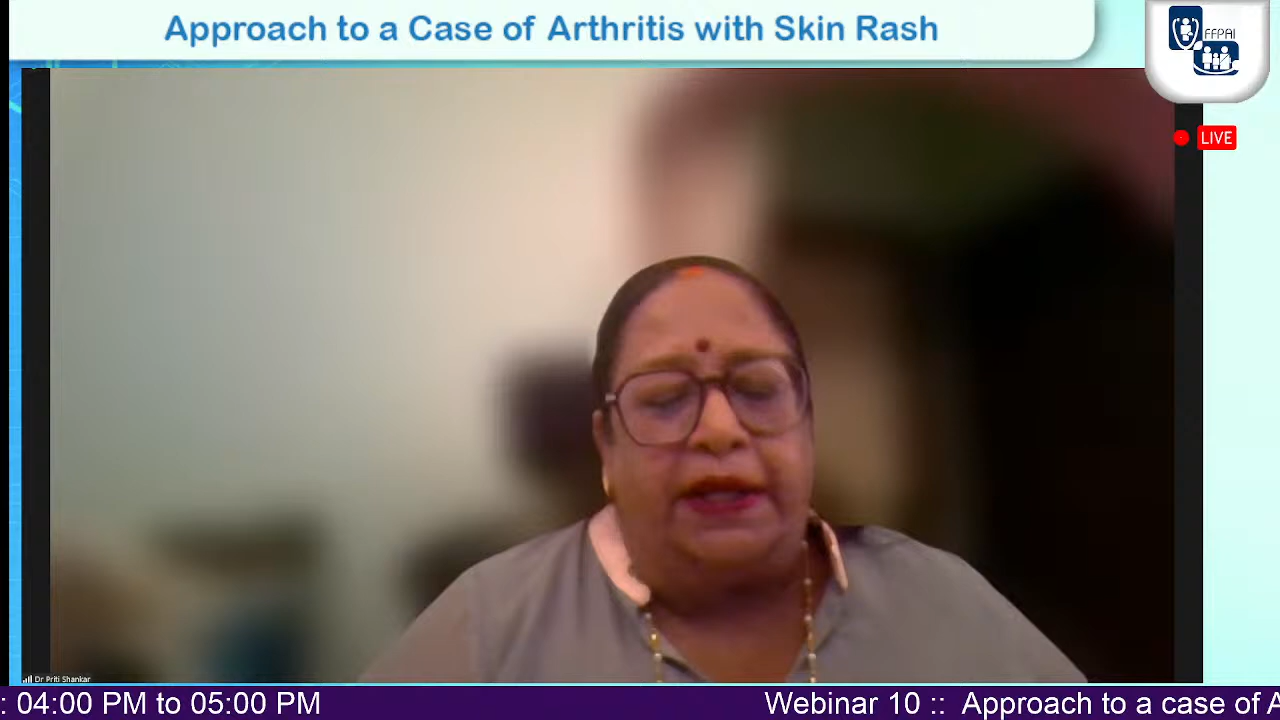 Approach to a Case of Arthritis with Skin Rash
FFPAI
LIVE
Dr Priti Shankar
: 04:00 PM to 05:00 PM Webinar 10 :: Approach to a case of A